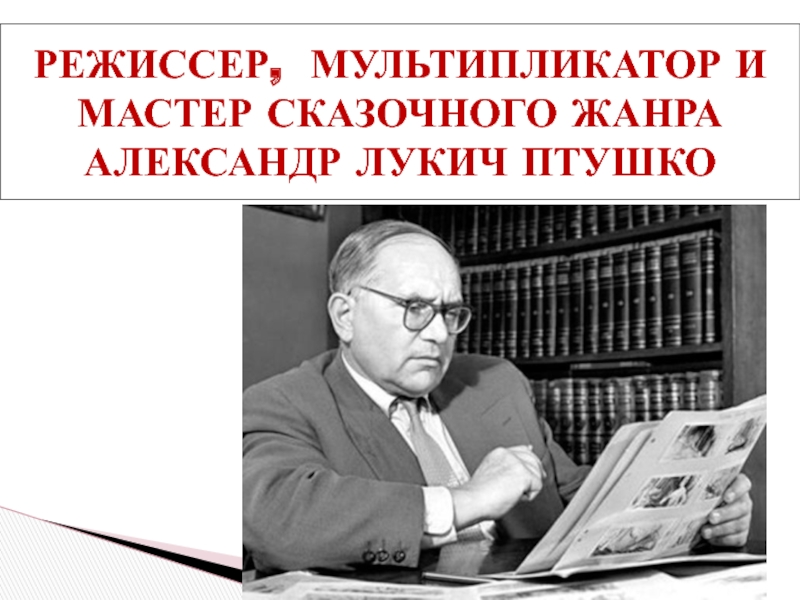 РЕЖИССЕР, МУЛЬТИПЛИКАТОР И
МАСТЕР СКАЗОЧНОГО ЖАНРА
АЛЕКСАНДР ЛУКИЧ ПТУШКО